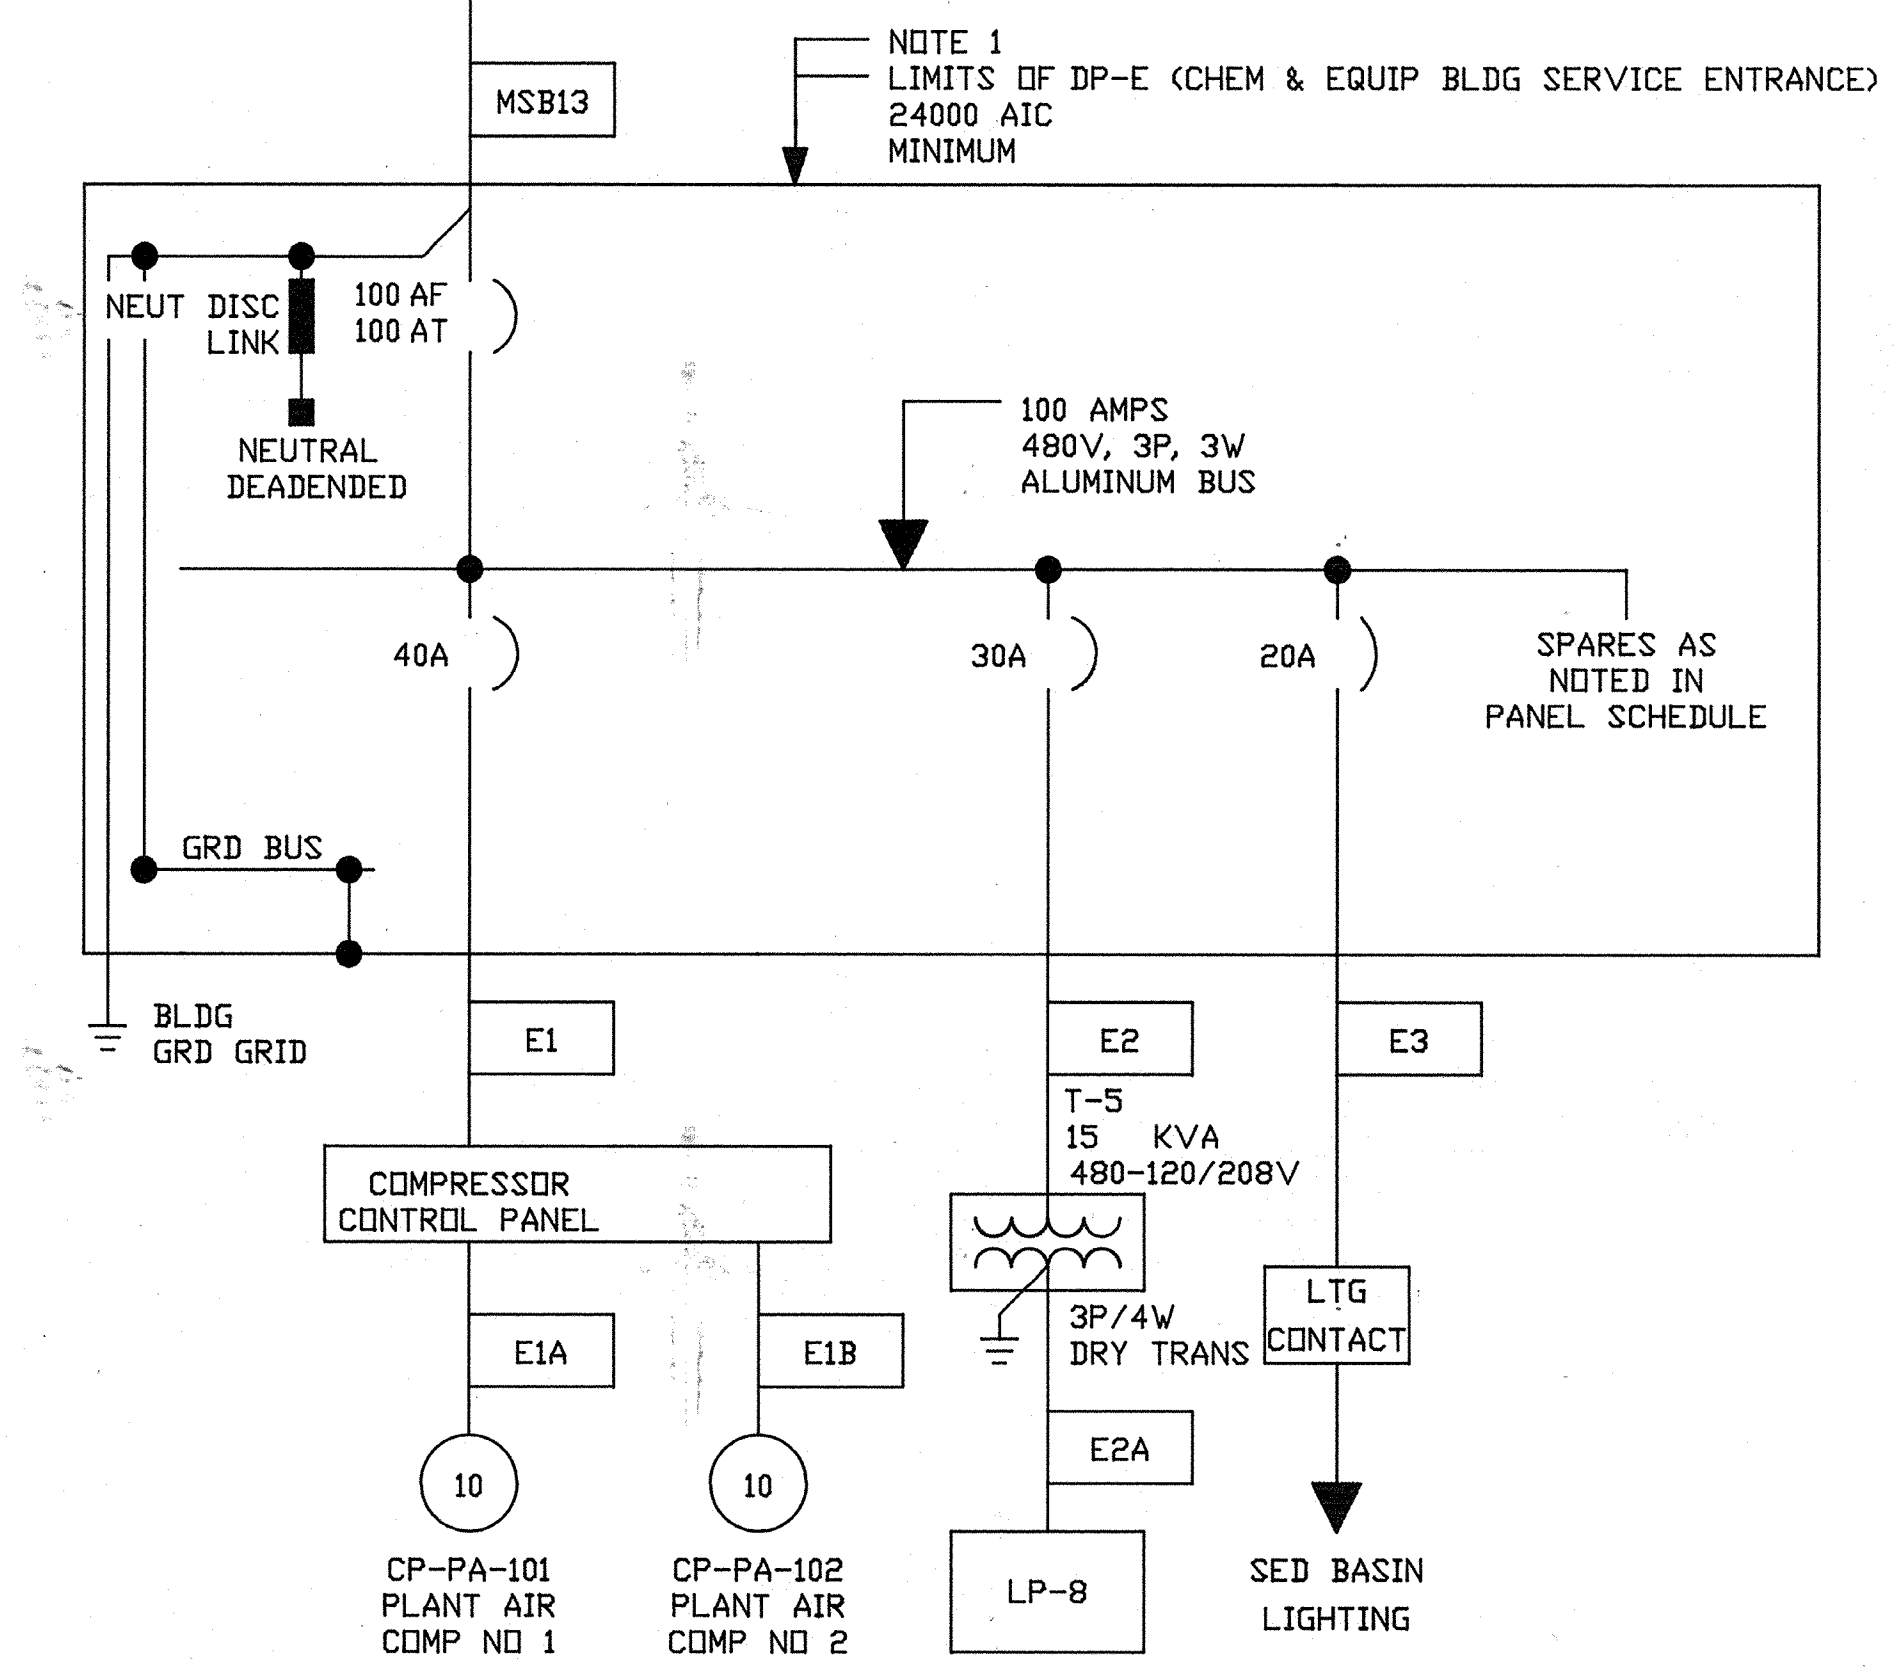 MSB13
NOTE 1
LIMITS OF DP-E (CHEM & EQUIP BLDG SERVICE ENTRANCE)
24000 AIC
MINIMUM
NEUT DISC
LINK
100 AF
100 AT
NEUTRAL
DEADENDED
100 AMPS
480V, 3P, 3W
ALUMINUM BUS
40A
30A
20A
SPARES AS
NOTED IN
PANEL SCHEDULE
GRD BUS
BLDG
GRD GRID
E1
E2
E3
T-5
15 KVA
480-120/208V
COMPRESSOR
CONTROL PANEL
3P/4W
DRY TRANS
LTG
CONTACT
E1A
E1B
E2A
10
10
CP-PA-101
PLANT AIR
COMP NO 1
CP-PA-102
PLANT AIR
COMP NO 2
LP-8
SED BASIN
LIGHTING